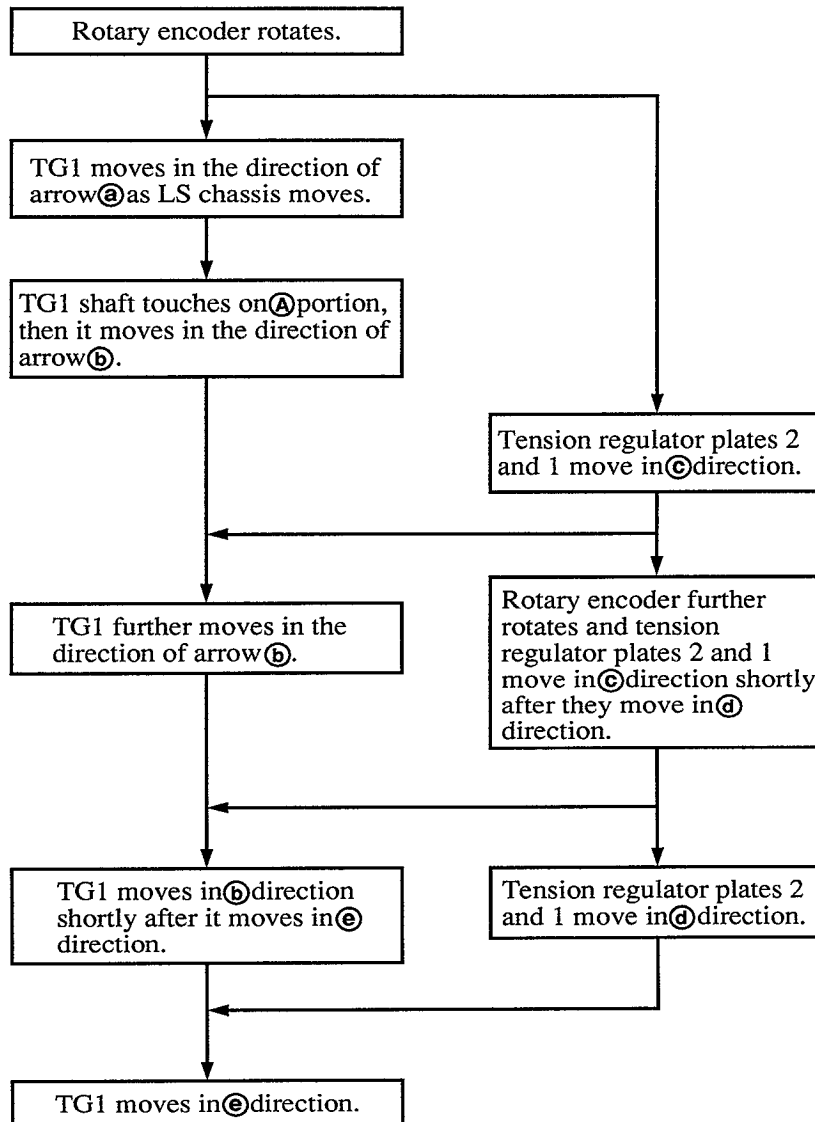 Rotary encoder rotates.
TG1 moves in the direction of
arrow ⓐ as LS chassis moves.
TG1 shaft touches on Ⓐ portion,
then it moves in the direction of
arrow ⓑ.
Tension regulator plates 2
and 1 move in ⓒ direction.
TG1 further moves in the
direction of arrow ⓑ.
Rotary encoder further
rotates and tension
regulator plates 2 and 1
move in ⓒ direction shortly
after they move in ⓓ
direction.
TG1 moves in ⓑ direction
shortly after it moves in ⓔ
direction.
Tension regulator plates 2
and 1 move in ⓓ direction.
TG1 moves in ⓔ direction.